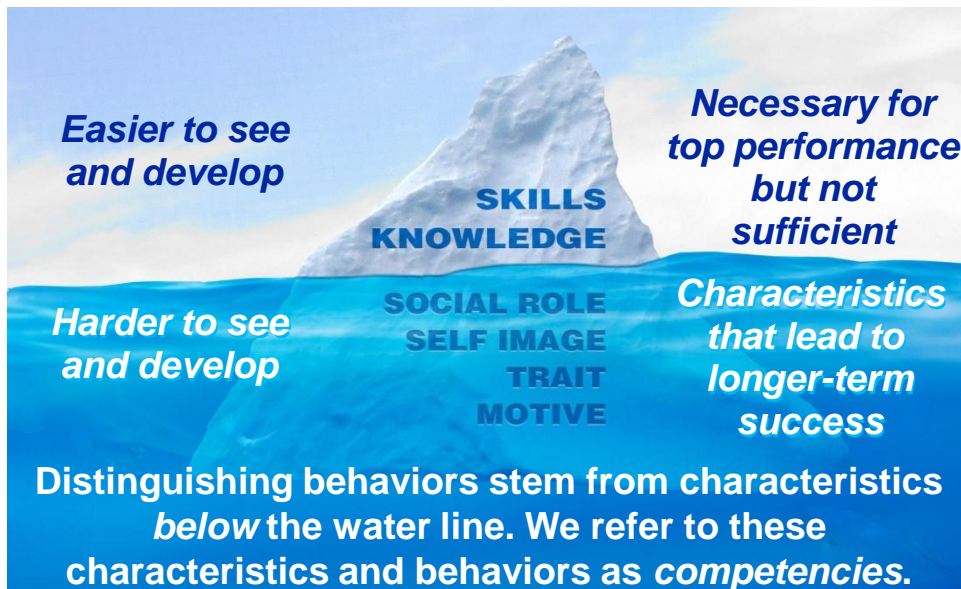 Easier to see
and develop
Necessary for
top performance
but not
sufficient
SKILLS
KNOWLEDGE
SOCIAL ROLE
SELF IMAGE
TRAIT
MOTIVE
Harder to see
and develop
Characteristics
that lead to
longer-term
success
Distinguishing behaviors stem from characteristics
below the water line. We refer to these
characteristics and behaviors as competencies.